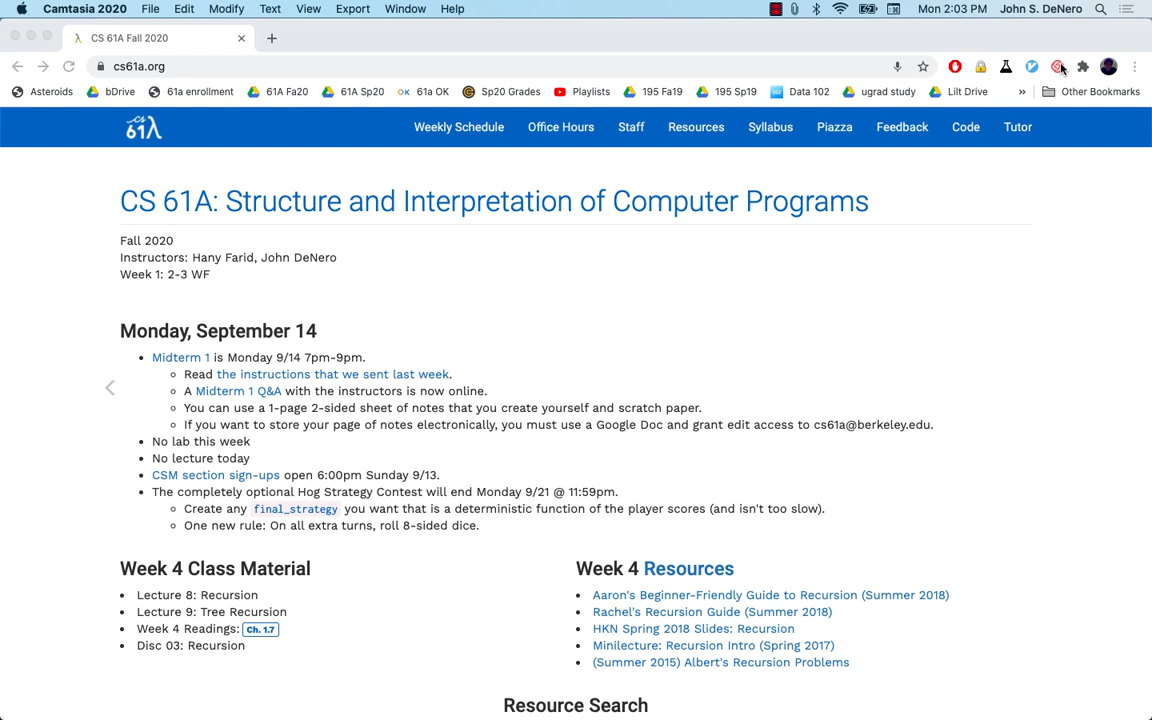 Camtasia 2020 File Edit Modify Text View Export Window Help Mon 2:03 PM John S. DeNero
CS 61A Fall 2020
cs61a.org
Asteroids bDrive 61a enrollment 61A Fa20 61A Sp20 OK 61a OK Sp20 Grades Playlists 195 Fa19 195 Sp19 Data 102 ugrad study Lilt Drive » Other Bookmarks
CS 61λ Weekly Schedule Office Hours Staff Resources Syllabus Piazza Feedback Code Tutor
CS 61A: Structure and Interpretation of Computer Programs
Fall 2020
Instructors: Hany Farid, John DeNero
Week 1: 2-3 WF
Monday, September 14
• Midterm 1 is Monday 9/14 7pm-9pm.
◦ Read the instructions that we sent last week.
◦ A Midterm 1 Q&A with the instructors is now online.
◦ You can use a 1-page 2-sided sheet of notes that you create yourself and scratch paper.
◦ If you want to store your page of notes electronically, you must use a Google Doc and grant edit access to cs61a@berkeley.edu.
• No lab this week
• No lecture today
• CSM section sign-ups open 6:00pm Sunday 9/13.
• The completely optional Hog Strategy Contest will end Monday 9/21 @ 11:59pm.
◦ Create any final_strategy you want that is a deterministic function of the player scores (and isn't too slow).
◦ One new rule: On all extra turns, roll 8-sided dice.
Week 4 Class Material
• Lecture 8: Recursion
• Lecture 9: Tree Recursion
• Week 4 Readings: Ch. 1.7
• Disc 03: Recursion
Week 4 Resources
• Aaron's Beginner-Friendly Guide to Recursion (Summer 2018)
• Rachel's Recursion Guide (Summer 2018)
• HKN Spring 2018 Slides: Recursion
• Minilecture: Recursion Intro (Spring 2017)
• (Summer 2015) Albert's Recursion Problems
Resource Search